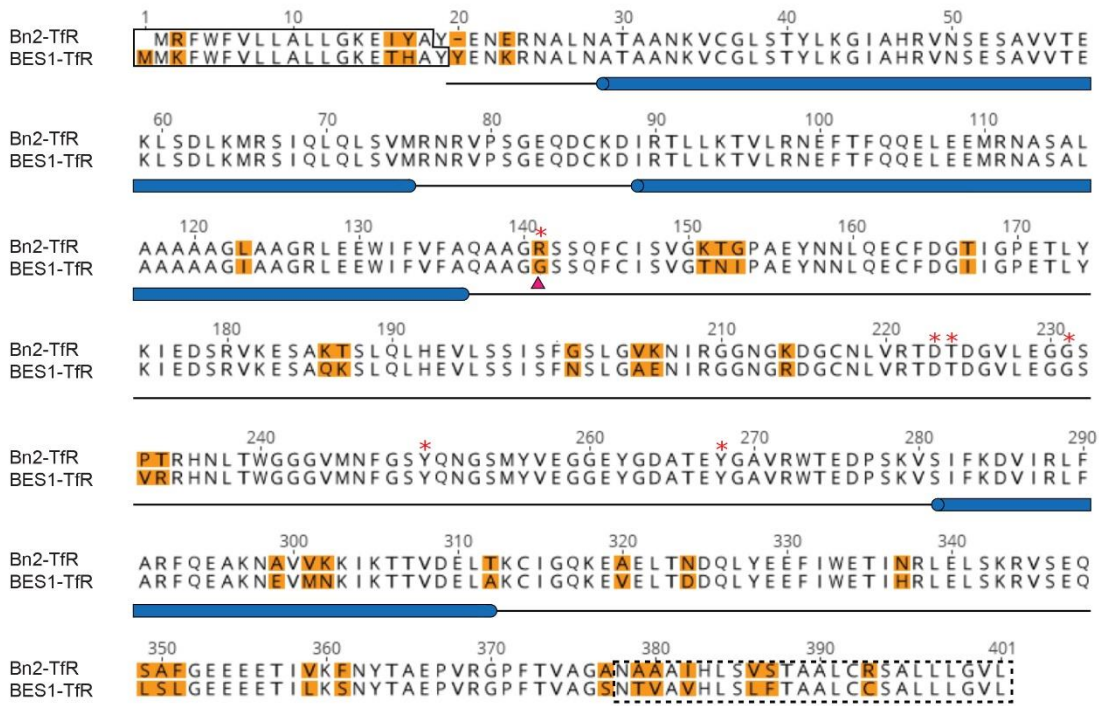 1 10 20 30 40 50
Bn2-TfR MRFWFVLLALLGKEIYAY-ENERNALNATAANKVCGLSTYLKGIAHRVNSESAVVTE
BES1-TfR MMKFWFVLLALLGKETHAYYENKRNALNATAANKVCGLSTYLKGIAHRVNSESAVVTE
60 70 80 90 100 110
Bn2-TfR KLSDLKMRSIQLQLSVMRNRVPSGEQDCKDIRTLLKTVLRNEFTFQQELEEMRNASAL
BES1-TfR KLSDLKMRSIQLQLSVMRNRVPSGEQDCKDIRTLLKTVLRNEFTFQQELEEMRNASAL
120 130 140 150 160 170
*
Bn2-TfR AAAAAGLAAGRLEEWIFVFAQAAGRSSQFCISVGKTGPAEYNNLQECFDGTIGPETLY
BES1-TfR AAAAAGIAAGRLEEWIFVFAQAAGGSSQFCISVGTNIPAEYNNLQECFDGIIGPETLY
180 190 210 220 230
* * *
Bn2-TfR KIEDSRVKESAKTSLQLHEVLSSISFGSLGVKNIRGGNGKDGCNLVRTDTDGVLEGGS
BES1-TfR KIEDSRVKESAQKSLQLHEVLSSISFNSLGAENIRGGNGRDGCNLVRTDTDGVLEGGS
240 260 270 280 290
* *
Bn2-TfR PTRHNLTWGGGVMNFGSYQNGSMYVEGGEYGDATEYGAVRWTEDPSKVSIFKDVIRLF
BES1-TfR VRRHNLTWGGGVMNFGSYQNGSMYVEGGEYGDATEYGAVRWTEDPSKVSIFKDVIRLF
300 310 320 330 340
Bn2-TfR ARFQEAKNAVVKKIKTTVDELTKCIGQKEAELTNDQLYEEFIWETINRLELSKRVSEQ
BES1-TfR ARFQEAKNEVMNKIKTTVDELAKCIGQKEVELTDDQLYEEFIWETIHRLELSKRVSEQ
350 360 370 380 390 401
Bn2-TfR SAFGEEEETIVKFNYTAEPVRGPFTVAGANAAAIHLSVSTAALCRSALLLGVL
BES1-TfR LSLGEEEETILKSNYTAEPVRGPFTVAGSNTVAVHLSLFTAALCCSALLLGVL